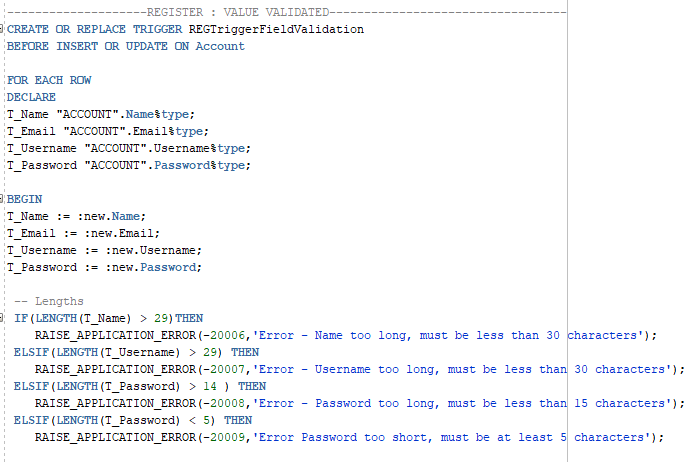 --------------------REGISTER : VALUE VALIDATED----------------------------------
CREATE OR REPLACE TRIGGER REGTriggerFieldValidation
BEFORE INSERT OR UPDATE ON Account
FOR EACH ROW
DECLARE
T_Name "ACCOUNT".Name%type;
T_Email "ACCOUNT".Email%type;
T_Username "ACCOUNT".Username%type;
T_Password "ACCOUNT".Password%type;
BEGIN
T_Name := :new.Name;
T_Email := :new.Email;
T_Username := :new.Username;
T_Password := :new.Password;
-- Lengths
IF(LENGTH(T_Name) > 29)THEN
RAISE_APPLICATION_ERROR(-20006,'Error - Name too long, must be less than 30 characters');
ELSIF(LENGTH(T_Username) > 29) THEN
RAISE_APPLICATION_ERROR(-20007,'Error - Username too long, must be less than 30 characters');
ELSIF(LENGTH(T_Password) > 14 ) THEN
RAISE_APPLICATION_ERROR(-20008,'Error - Password too long, must be less than 15 characters');
ELSIF(LENGTH(T_Password) < 5) THEN
RAISE_APPLICATION_ERROR(-20009,'Error Password too short, must be at least 5 characters');